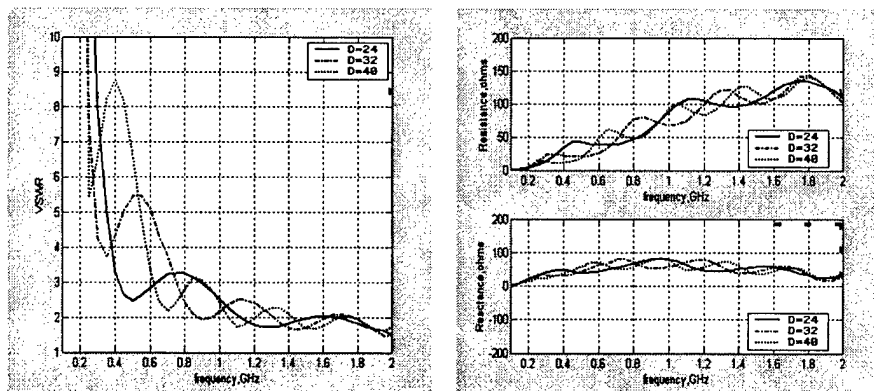 10
9
8
7
6
5
4
3
2
1
VSWR
D=24
D=32
D=40
0.2 0.4 0.6 0.8 1 1.2 1.4 1.6 1.8 2
frequency,GHz
200
150
100
50
0
Resistance,ohms
D=24
D=32
D=40
0.2 0.4 0.6 0.8 1 1.2 1.4 1.6 1.8 2
frequency,GHz
200
100
0
-100
-200
Reactance,ohms
D=24
D=32
D=40
0.2 0.4 0.6 0.8 1 1.2 1.4 1.6 1.8 2
frequency,GHz